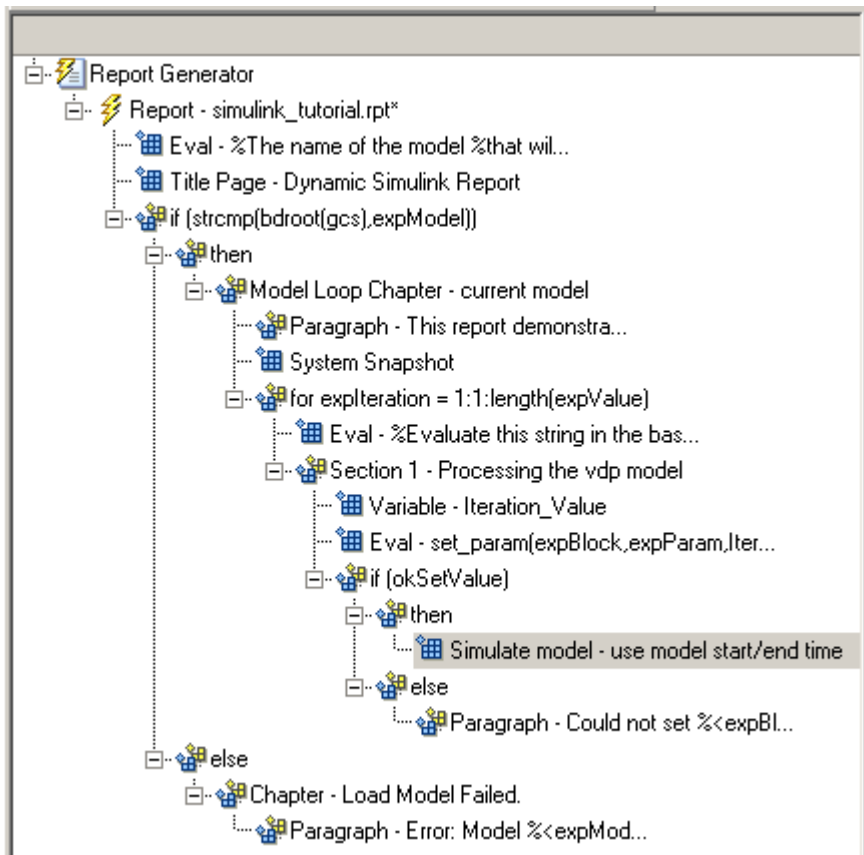 Report Generator
Report - simulink_tutorial.rpt*
Eval - %The name of the model %that wil...
Title Page - Dynamic Simulink Report
if (strcmp(bdroot(gcs),expModel))
then
Model Loop Chapter - current model
Paragraph - This report demonstra...
System Snapshot
for expIteration = 1:1:length(expValue)
Eval - %Evaluate this string in the bas...
Section 1 - Processing the vdp model
Variable - Iteration_Value
Eval - set_param(expBlock,expParam,Iter...
if (okSetValue)
then
Simulate model - use model start/end time
else
Paragraph - Could not set %<expBl...
else
Chapter - Load Model Failed.
Paragraph - Error: Model %<expMod...